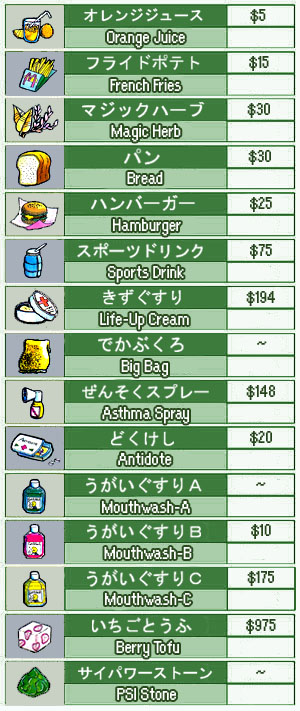 オレンジジュース $5
Orange Juice
フライドポテト $15
French Fries
マジックハーブ $30
Magic Herb
パン $30
Bread
ハンバーガー $25
Hamburger
スポーツドリンク $75
Sports Drink
きずぐすり $194
Life-Up Cream
でかぶくろ ~
Big Bag
ぜんそくスプレー $148
Asthma Spray
どくけし $20
Antidote
うがいぐすりA ~
Mouthwash-A
うがいぐすりB $10
Mouthwash-B
うがいぐすりC $175
Mouthwash-C
いちごとうふ $975
Berry Tofu
サイパワーストーン ~
PSI Stone